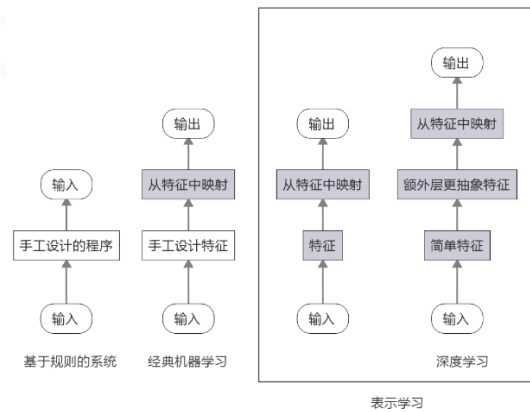 输出
输出
输出
从特征中映射
输入
从特征中映射
从特征中映射
额外层更抽象特征
手工设计的程序
手工设计特征
特征
简单特征
输入
输入
输入
输入
基于规则的系统
经典机器学习
深度学习
表示学习